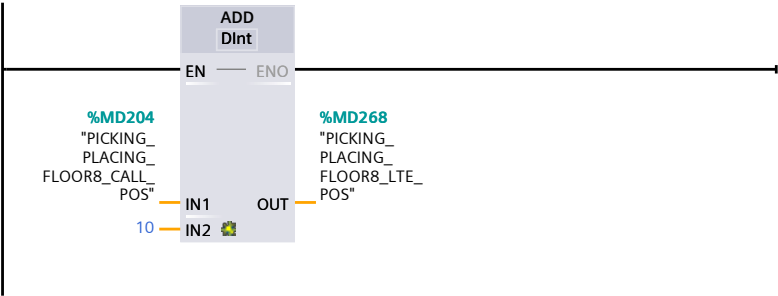 ADD
DInt
EN
ENO
%MD204
"PICKING_
PLACING_
FLOOR8_CALL_
POS"
IN1
10
IN2
%MD268
"PICKING_
PLACING_
FLOOR8_LTE_
POS"
OUT